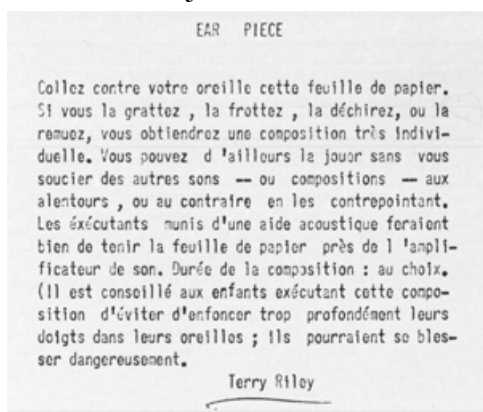 EAR PIECE
Collez contre votre oreille cette feuille de papier.
Si vous la grattez , la frottez , la déchirez, ou la
remuez, vous obtiendrez une composition très indivi-
duelle. Vous pouvez d 'ailleurs la jouer sans vous
soucier des autres sons -- ou compositions -- aux
alentours , ou au contraire en les contrepointant.
Les éxécutants munis d'une aide acoustique feraient
bien de tenir la feuille de papier près de l 'ampli-
ficateur de son. Durée de la composition : au choix.
(Il est conseillé aux enfants exécutant cette compo-
sition d'éviter d'enfoncer trop profondément leurs
doigts dans leurs oreilles ; ils pourraient se bles-
ser dangereusement.
Terry Riley